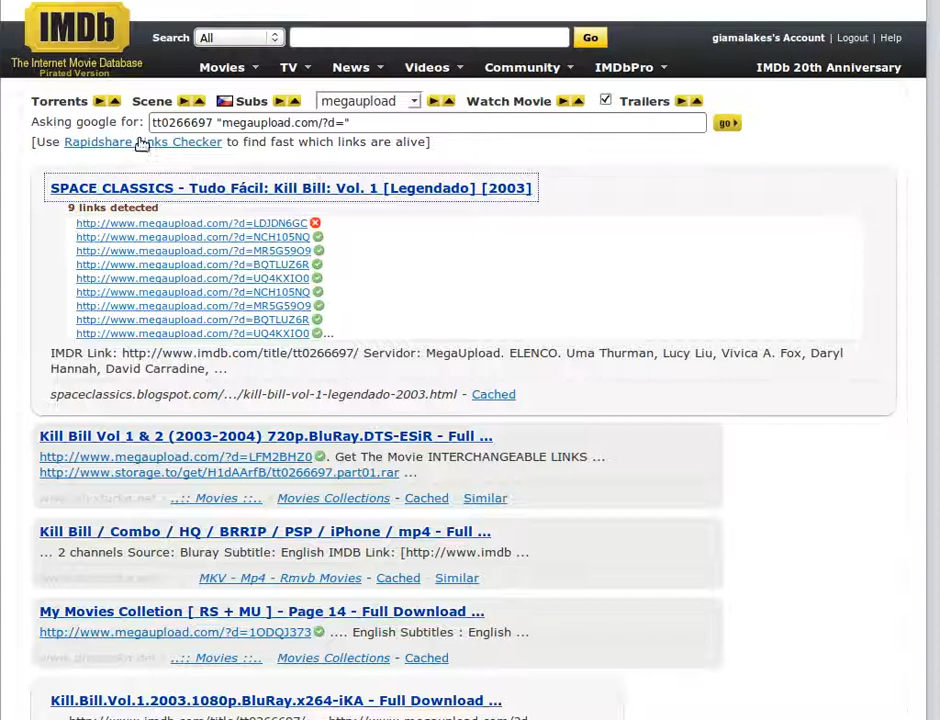 IMDb
The Internet Movie Database
Pirated Version
Search All Go
giamalakes's Account | Logout | Help
Movies TV News Videos Community IMDbPro IMDb 20th Anniversary
Torrents Scene Subs megaupload Watch Movie Trailers
Asking google for: tt0266697 "megaupload.com/?d=" go
[Use Rapidshare Links Checker to find fast which links are alive]
SPACE CLASSICS - Tudo Fácil: Kill Bill: Vol. 1 [Legendado] [2003]
9 links detected
http://www.megaupload.com/?d=LDJDN6GC
http://www.megaupload.com/?d=NCH105NQ
http://www.megaupload.com/?d=MR5G59O9
http://www.megaupload.com/?d=BQTLUZ6R
http://www.megaupload.com/?d=UQ4KXIO0
http://www.megaupload.com/?d=NCH105NQ
http://www.megaupload.com/?d=MR5G59O9
http://www.megaupload.com/?d=BQTLUZ6R
http://www.megaupload.com/?d=UQ4KXIO0 ...
IMDR Link: http://www.imdb.com/title/tt0266697/ Servidor: MegaUpload. ELENCO. Uma Thurman, Lucy Liu, Vivica A. Fox, Daryl
Hannah, David Carradine, ...
spaceclassics.blogspot.com/.../kill-bill-vol-1-legendado-2003.html - Cached
Kill Bill Vol 1 & 2 (2003-2004) 720p.BluRay.DTS-ESiR - Full ...
http://www.megaupload.com/?d=LFM2BHZ0 . Get The Movie INTERCHANGEABLE LINKS ...
http://www.storage.to/get/H1dAArfB/tt0266697.part01.rar ...
..:: Movies ::.. Movies Collections - Cached Similar
Kill Bill / Combo / HQ / BRRIP / PSP / iPhone / mp4 - Full ...
... 2 channels Source: Bluray Subtitle: English IMDB Link: [http://www.imdb ...
MKV - Mp4 - Rmvb Movies - Cached Similar
My Movies Colletion [ RS + MU ] - Page 14 - Full Download ...
http://www.megaupload.com/?d=1ODQJ373 .... English Subtitles : English ...
..:: Movies ::.. Movies Collections - Cached
Kill.Bill.Vol.1.2003.1080p.BluRay.x264-iKA - Full Download ...